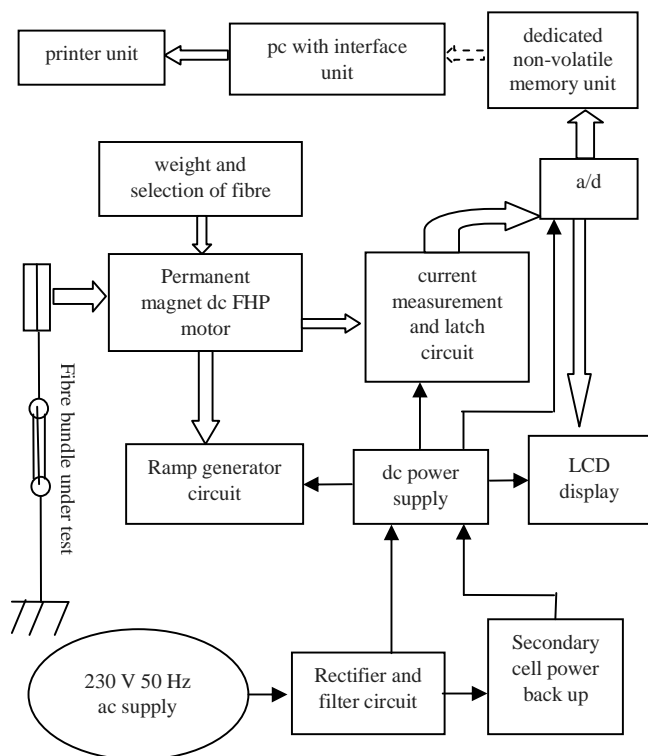 printer unit
pc with interface
unit
dedicated
non-volatile
memory unit
weight and
selection of fibre
a/d
Permanent
magnet dc FHP
motor
current
measurement
and latch
circuit
Fibre bundle under test
Ramp generator
circuit
dc power
supply
LCD
display
230 V 50 Hz
ac supply
Rectifier and
filter circuit
Secondary
cell power
back up